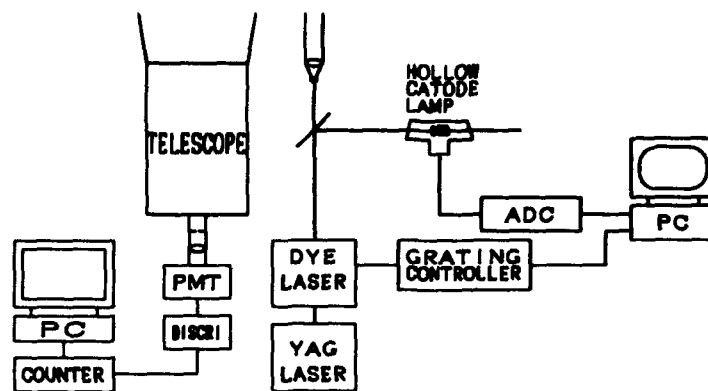 HOLLOW
CATODE
LAMP
TELESCOPE
ADC
PC
DYE
LASER
GRATING
CONTROLLER
PMT
PC
DISCRI
YAG
LASER
COUNTER